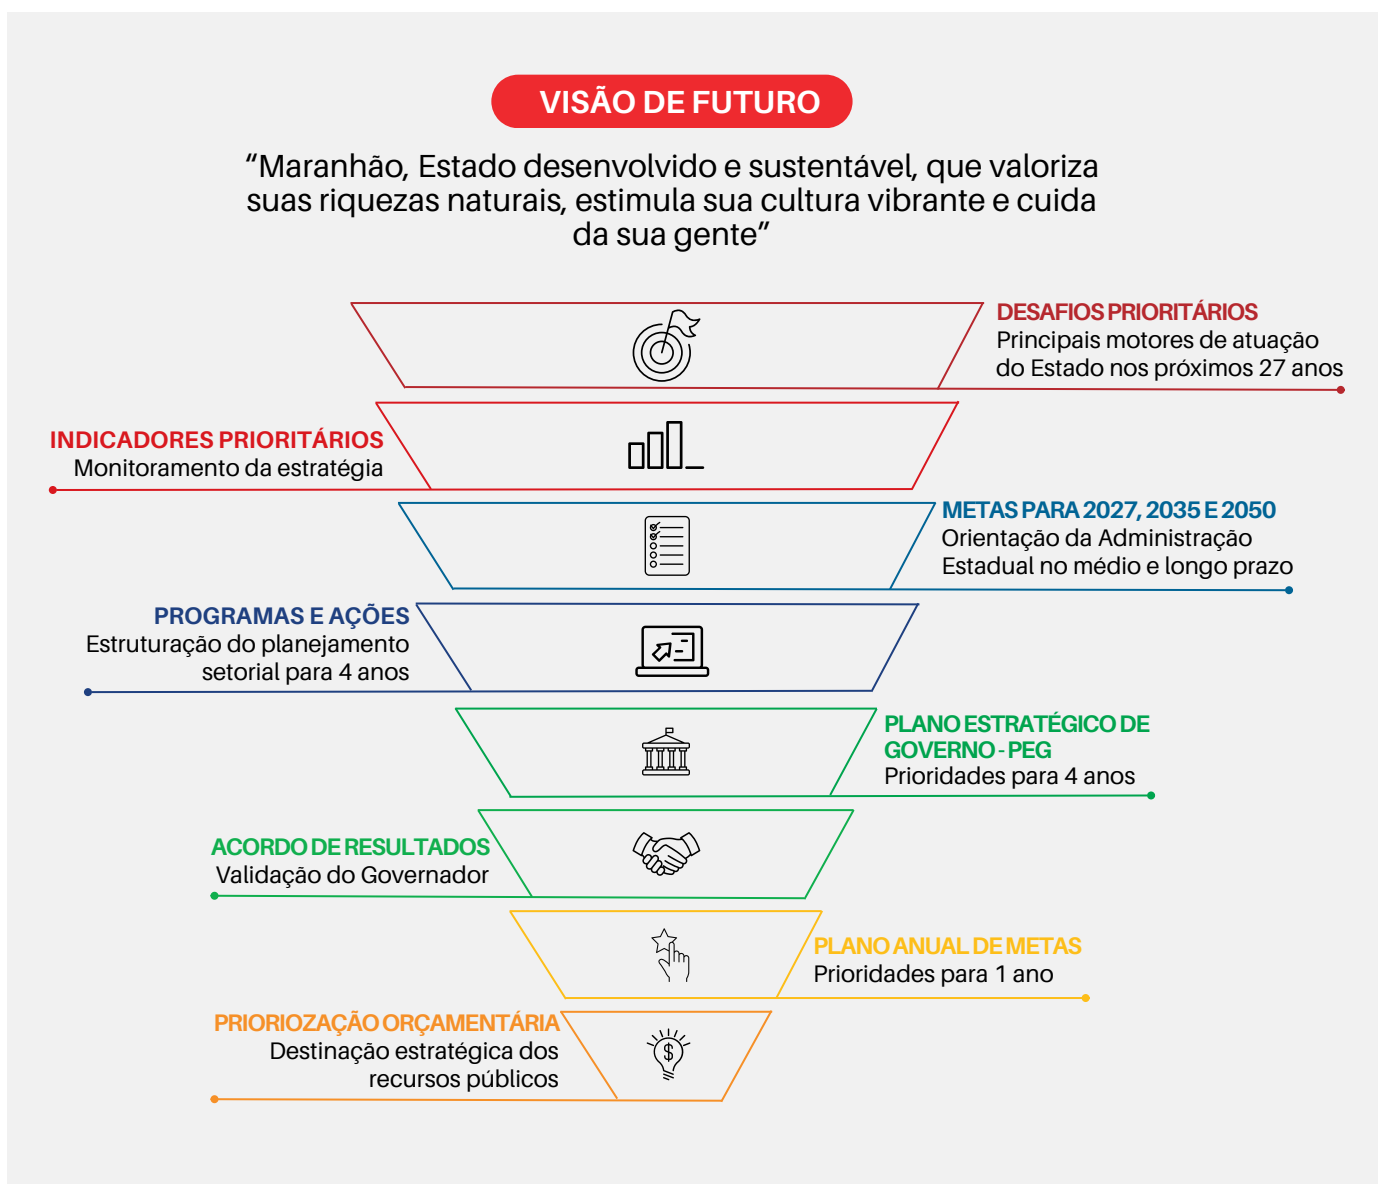 VISÃO DE FUTURO
“Maranhão, Estado desenvolvido e sustentável, que valoriza
suas riquezas naturais, estimula sua cultura vibrante e cuida
da sua gente”
DESAFIOS PRIORITÁRIOS
Principais motores de atuação
do Estado nos próximos 27 anos
INDICADORES PRIORITÁRIOS
Monitoramento da estratégia
METAS PARA 2027, 2035 E 2050
Orientação da Administração
Estadual no médio e longo prazo
PROGRAMAS E AÇÕES
Estruturação do planejamento
setorial para 4 anos
PLANO ESTRATÉGICO DE
GOVERNO - PEG
Prioridades para 4 anos
ACORDO DE RESULTADOS
Validação do Governador
PLANO ANUAL DE METAS
Prioridades para 1 ano
PRIORIOZAÇÃO ORÇAMENTÁRIA
Destinação estratégica dos
recursos públicos
$